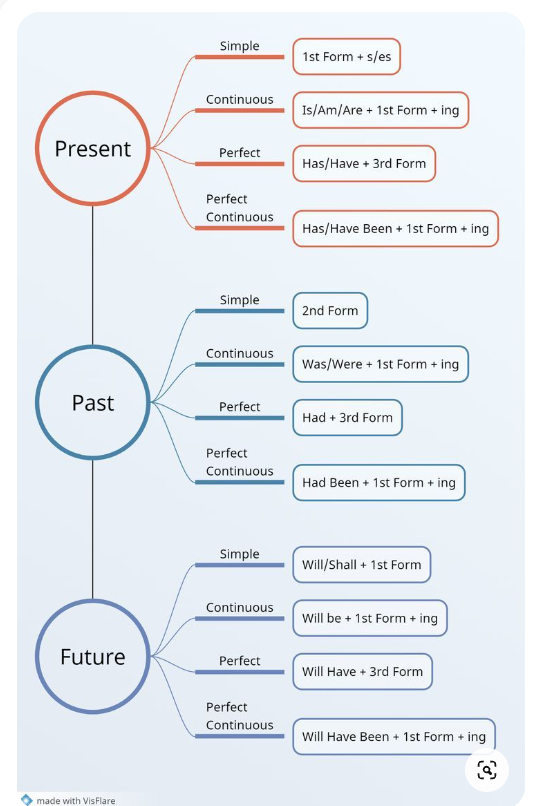 Present
Simple
1st Form + s/es
Continuous
Is/Am/Are + 1st Form + ing
Perfect
Has/Have + 3rd Form
Perfect
Continuous
Has/Have Been + 1st Form + ing
Past
Simple
2nd Form
Continuous
Was/Were + 1st Form + ing
Perfect
Had + 3rd Form
Perfect
Continuous
Had Been + 1st Form + ing
Future
Simple
Will/Shall + 1st Form
Continuous
Will be + 1st Form + ing
Perfect
Will Have + 3rd Form
Perfect
Continuous
Will Have Been + 1st Form + ing
made with VisFlare